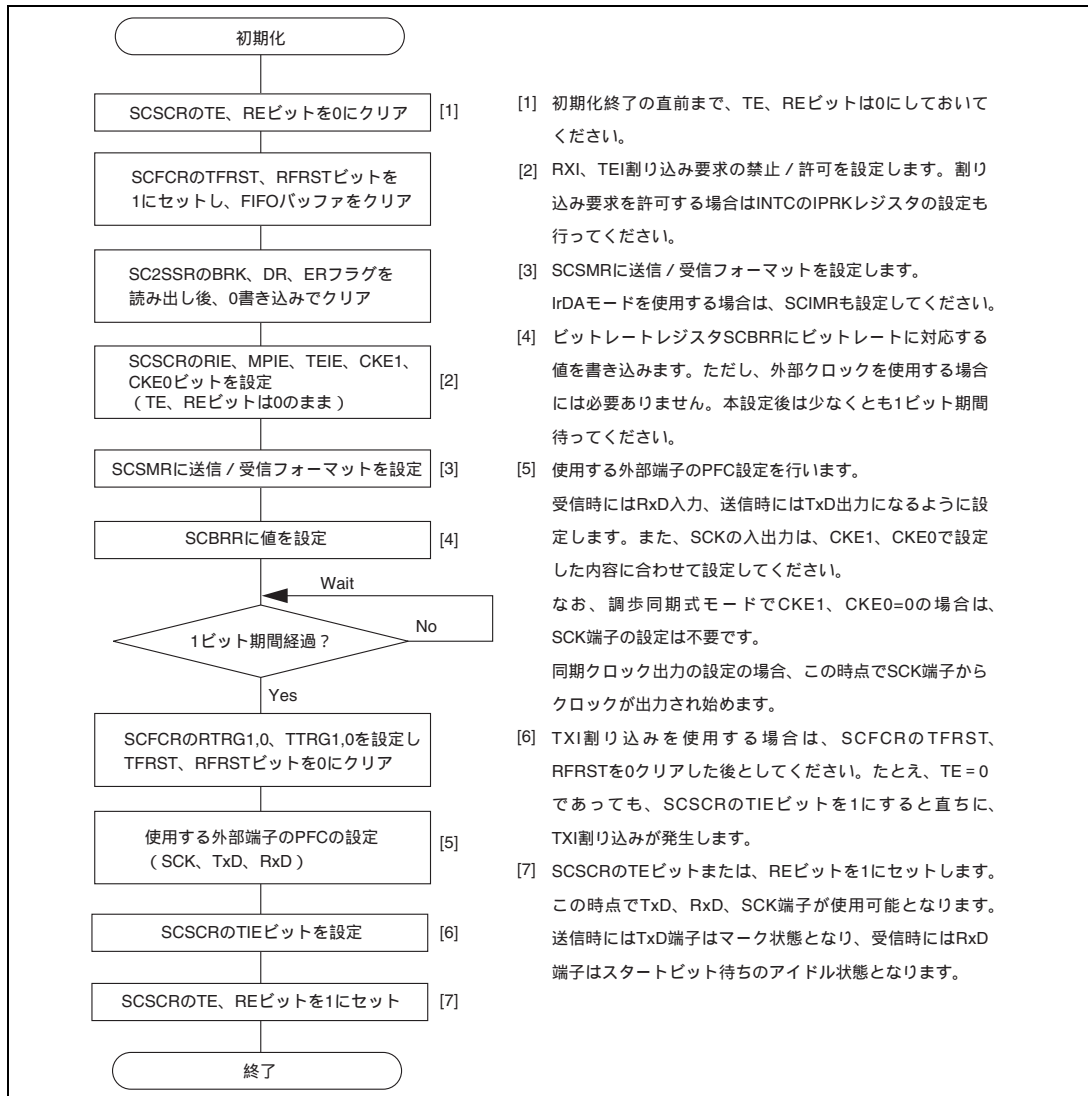 初期化
SCSCRのTE、REビットを0にクリア [1]
SCFCRのTFRST、RFRSTビットを
1にセットし、FIFOバッファをクリア
SC2SSRのBRK、DR、ERフラグを
読み出し後、0書き込みでクリア
SCSCRのRIE、MPIE、TEIE、CKE1、
CKE0ビットを設定
（TE、REビットは0のまま）
[2]
SCSMRに送信／受信フォーマットを設定 [3]
SCBRRに値を設定 [4]
Wait
1ビット期間経過？
No
Yes
SCFCRのRTRG1,0、TTRG1,0を設定し
TFRST、RFRSTビットを0にクリア
使用する外部端子のPFCの設定
（SCK、TxD、RxD）
[5]
SCSCRのTIEビットを設定 [6]
SCSCRのTE、REビットを1にセット [7]
終了
[1] 初期化終了の直前まで、TE、REビットは0にしておいて
ください。
[2] RXI、TEI割り込み要求の禁止／許可を設定します。割り
込み要求を許可する場合はINTCのIPRKレジスタの設定も
行ってください。
[3] SCSMRに送信／受信フォーマットを設定します。
IrDAモードを使用する場合は、SCIMRも設定してください。
[4] ビットレートレジスタSCBRRにビットレートに対応する
値を書き込みます。ただし、外部クロックを使用する場合
には必要ありません。本設定後は少なくとも1ビット期間
待ってください。
[5] 使用する外部端子のPFC設定を行います。
受信時にはRxD入力、送信時にはTxD出力になるように設
定します。また、SCKの入出力は、CKE1、CKE0で設定
した内容に合わせて設定してください。
なお、調歩同期式モードでCKE1、CKE0=0の場合は、
SCK端子の設定は不要です。
同期クロック出力の設定の場合、この時点でSCK端子から
クロックが出力され始めます。
[6] TXI割り込みを使用する場合は、SCFCRのTFRST、
RFRSTを0クリアした後としてください。たとえ、TE=0
であっても、SCSCRのTIEビットを1にすると直ちに、
TXI割り込みが発生します。
[7] SCSCRのTEビットまたは、REビットを1にセットします。
この時点でTxD、RxD、SCK端子が使用可能となります。
送信時にはTxD端子はマーク状態となり、受信時にはRxD
端子はスタートビット待ちのアイドル状態となります。